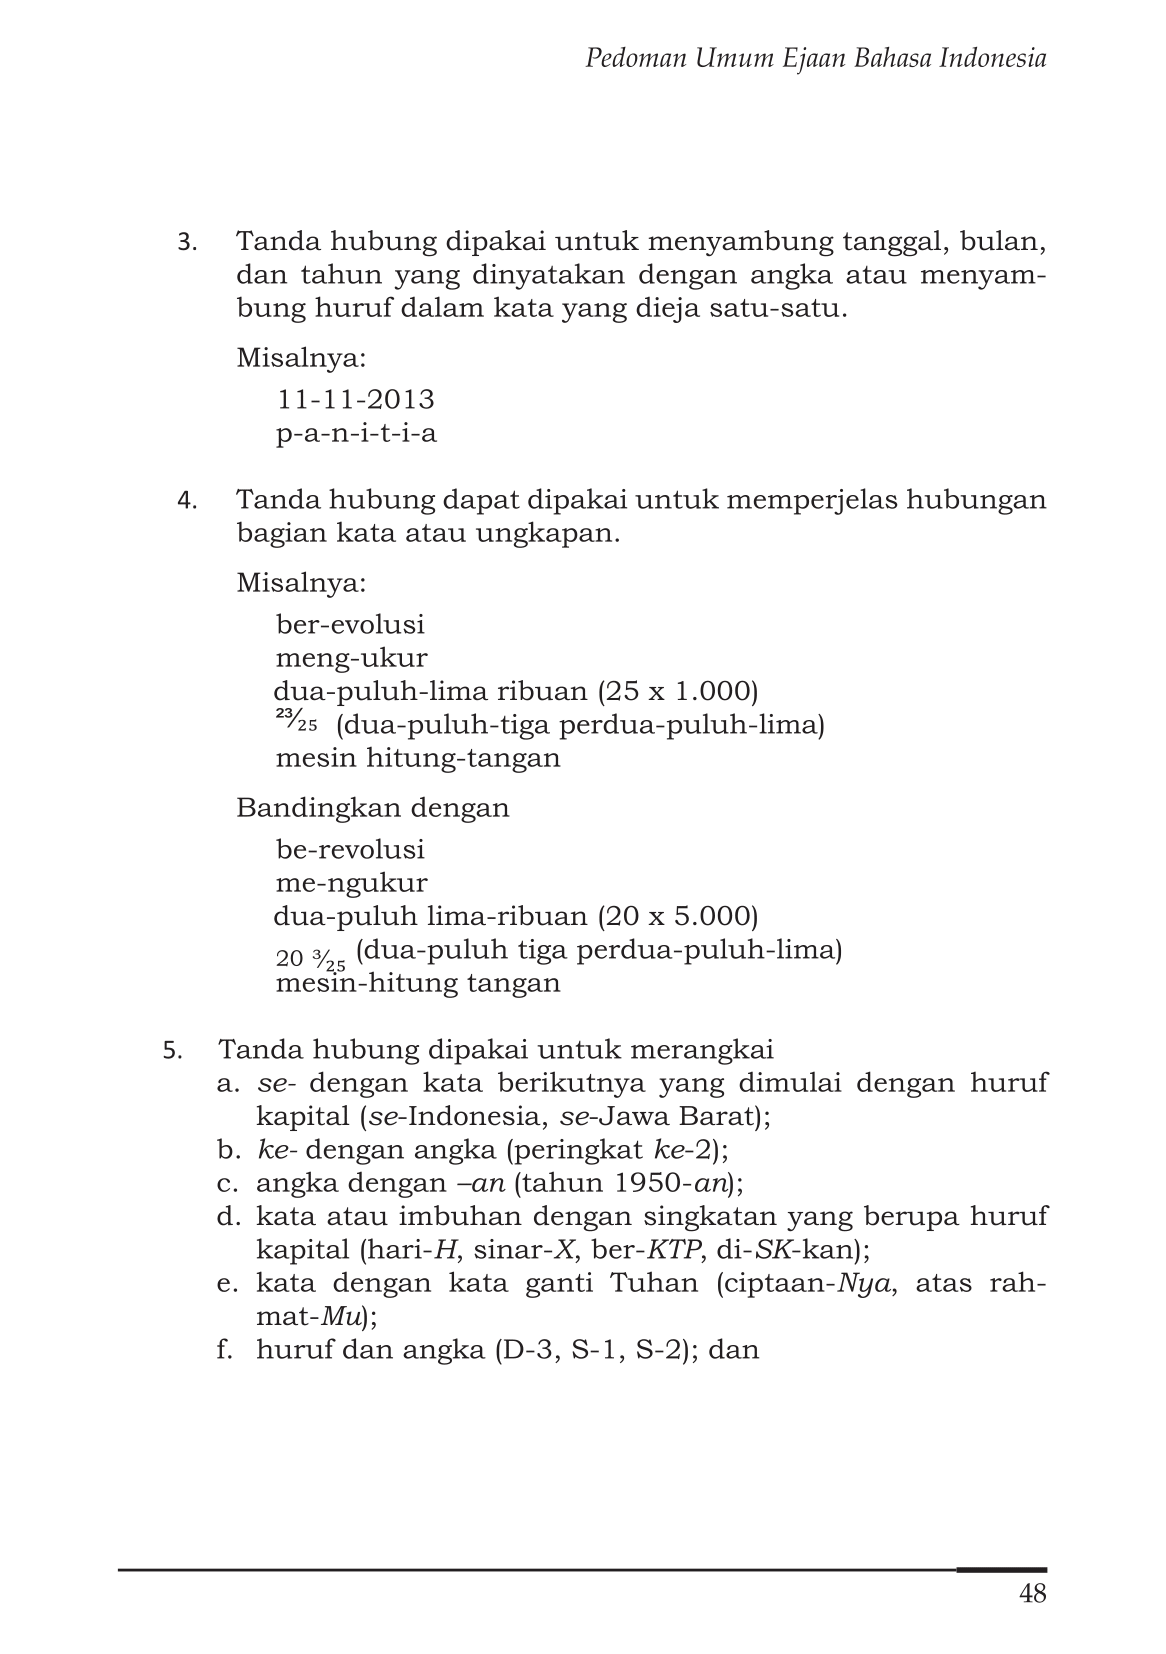 Pedoman Umum Ejaan Bahasa Indonesia
3. Tanda hubung dipakai untuk menyambung tanggal, bulan,
dan tahun yang dinyatakan dengan angka atau menyam-
bung huruf dalam kata yang dieja satu-satu.
Misalnya:
11-11-2013
p-a-n-i-t-i-a
4. Tanda hubung dapat dipakai untuk memperjelas hubungan
bagian kata atau ungkapan.
Misalnya:
ber-evolusi
meng-ukur
dua-puluh-lima ribuan (25 x 1.000)
²³⁄₂₅ (dua-puluh-tiga perdua-puluh-lima)
mesin hitung-tangan
Bandingkan dengan
be-revolusi
me-ngukur
dua-puluh lima-ribuan (20 x 5.000)
20 ³⁄₂₅ (dua-puluh tiga perdua-puluh-lima)
mesin-hitung tangan
5. Tanda hubung dipakai untuk merangkai
a. se- dengan kata berikutnya yang dimulai dengan huruf
kapital (se-Indonesia, se-Jawa Barat);
b. ke- dengan angka (peringkat ke-2);
c. angka dengan –an (tahun 1950-an);
d. kata atau imbuhan dengan singkatan yang berupa huruf
kapital (hari-H, sinar-X, ber-KTP, di-SK-kan);
e. kata dengan kata ganti Tuhan (ciptaan-Nya, atas rah-
mat-Mu);
f. huruf dan angka (D-3, S-1, S-2); dan
48